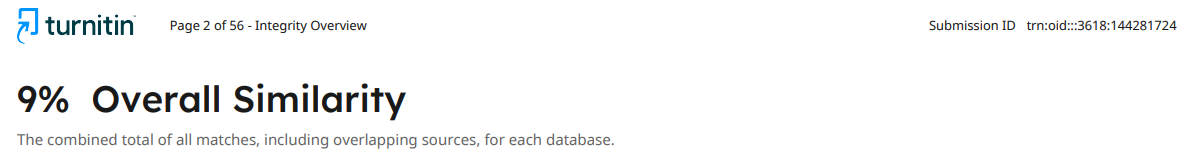 turnitin Page 2 of 56 - Integrity Overview Submission ID trn:oid:::3618:144281724
9% Overall Similarity
The combined total of all matches, including overlapping sources, for each database.